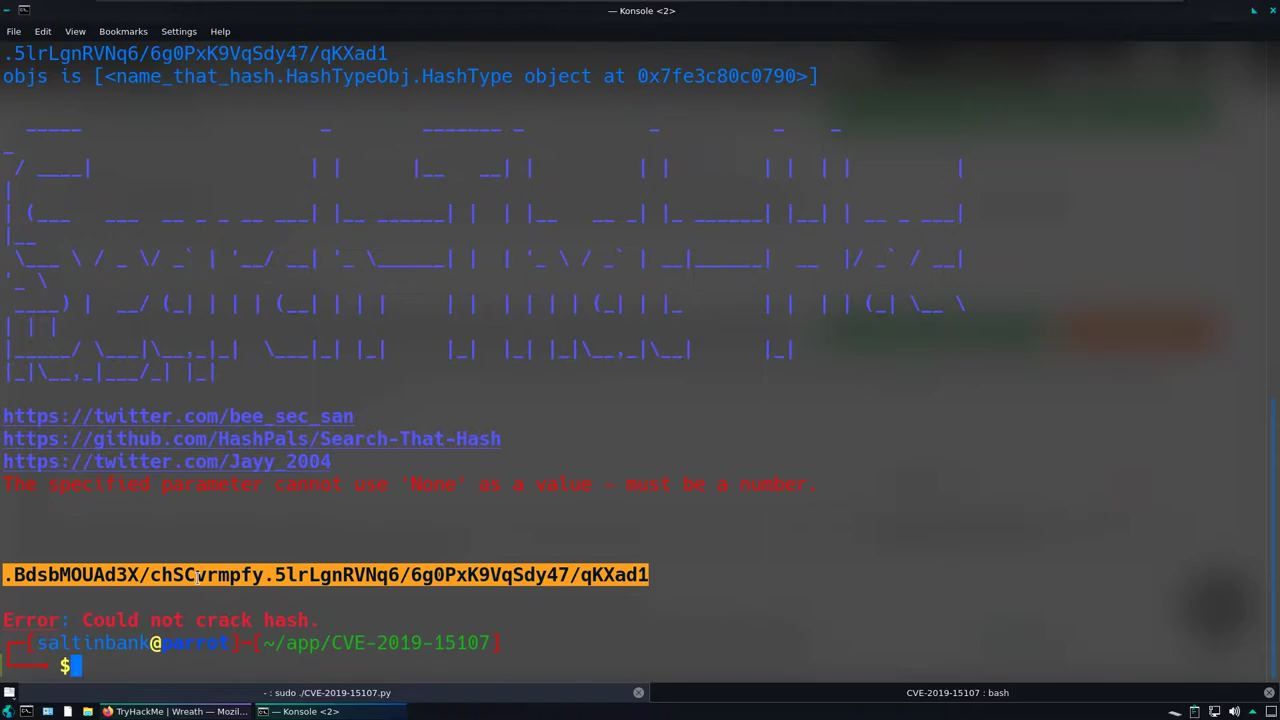 — Konsole <2>
File Edit View Bookmarks Settings Help
.5lrLgnRVNq6/6g0PxK9VqSdy47/qKXad1
objs is [<name_that_hash.HashTypeObj.HashType object at 0x7fe3c80c0790>]
https://twitter.com/bee_sec_san
https://github.com/HashPals/Search-That-Hash
https://twitter.com/Jayy_2004
The specified parameter cannot use 'None' as a value - must be a number.
.BdsbMOUAd3X/chSCvrmpfy.5lrLgnRVNq6/6g0PxK9VqSdy47/qKXad1
Error: Could not crack hash.
┌─[saltinbank@parrot]─[~/app/CVE-2019-15107]
└──╼ $
- : sudo ./CVE-2019-15107.py
CVE-2019-15107 : bash
TryHackMe | Wreath — Mozil...
— Konsole <2>